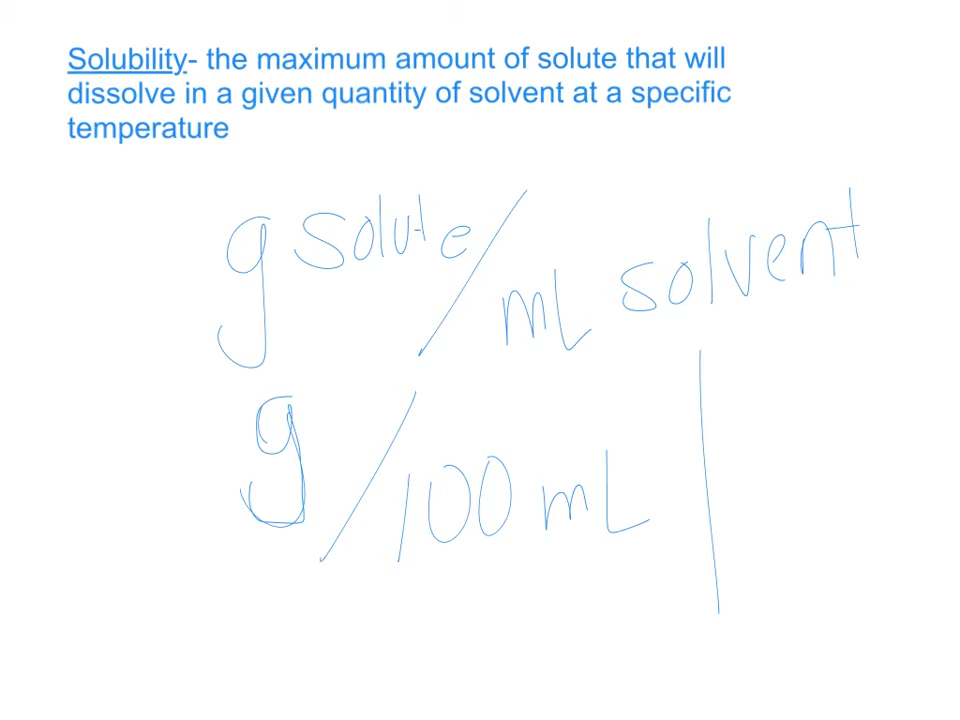 Solubility- the maximum amount of solute that will
dissolve in a given quantity of solvent at a specific
temperature
g solute/mL solvent
g/100 mL